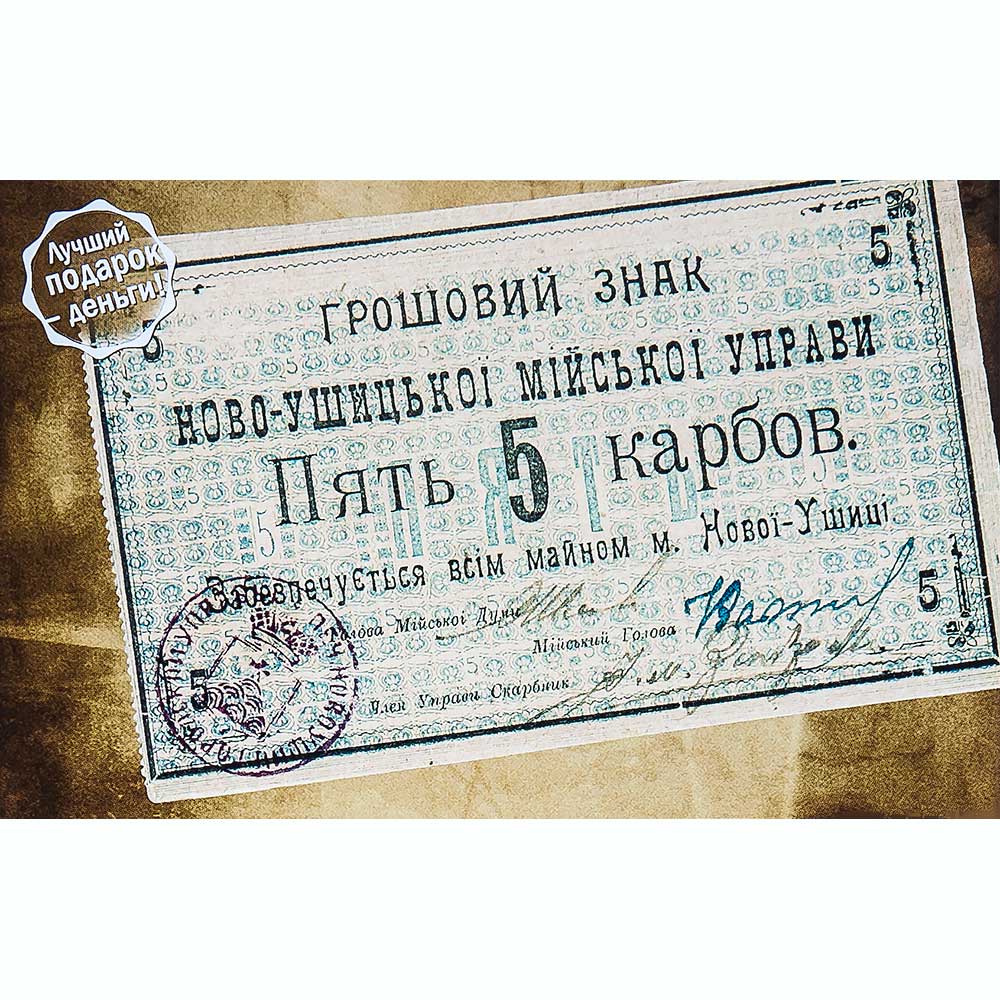 Лучший
подарок
– деньги!
5
5
ГРОШОВИЙ ЗНАК
НОВО-УШИЦЬКОЇ МІЙСЬКОЇ УПРАВИ
Пять 5 карбов.
Забезпечується всім майном м. Нової-Ушиці
Голова Мійської Думи
Мійський Голова
Член Управи Скарбник
5
5